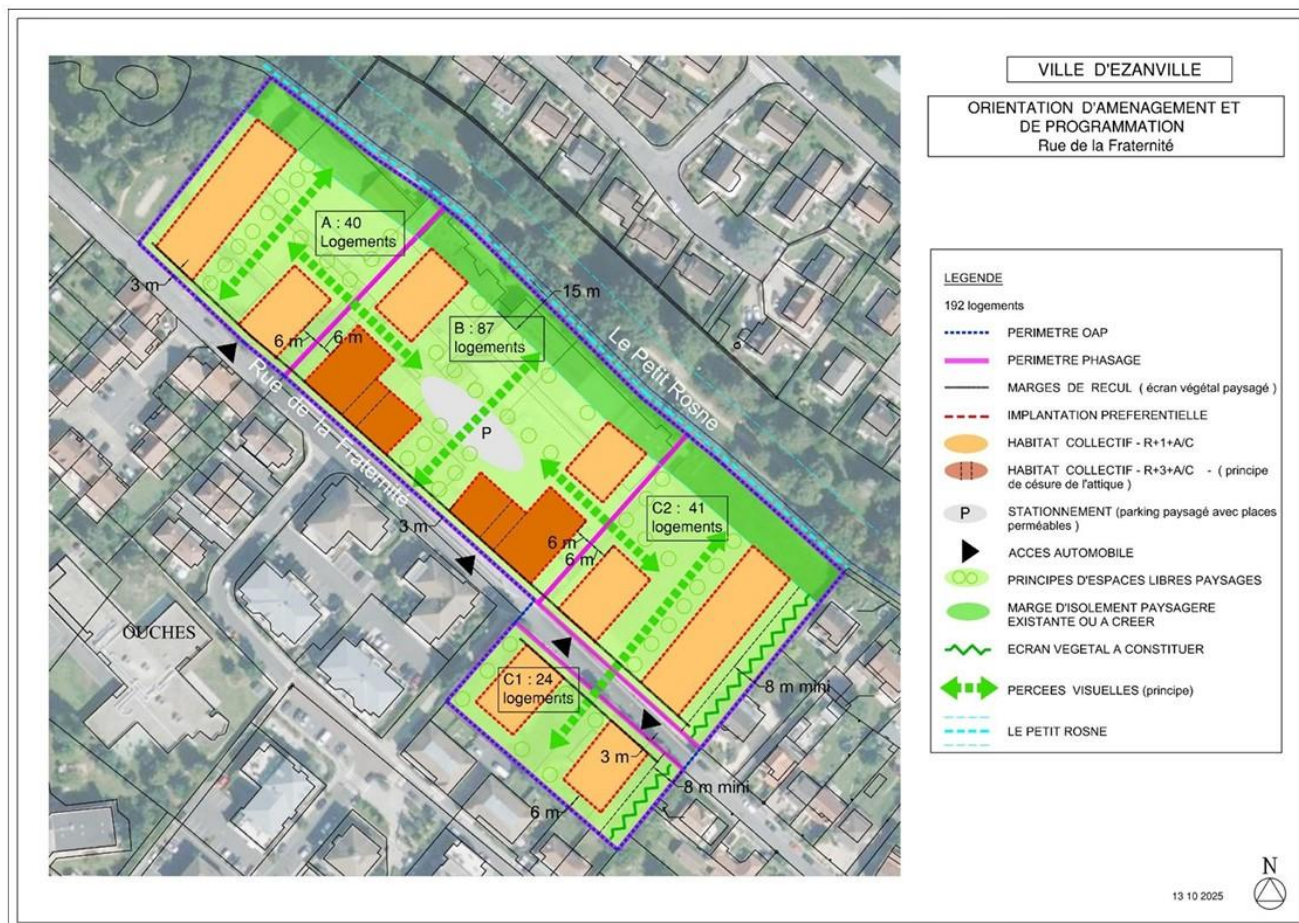 VILLE D'EZANVILLE
ORIENTATION D'AMENAGEMENT ET
DE PROGRAMMATION
Rue de la Fraternité
A : 40
Logements
3 m
15 m
B : 87
logements
6 m
6 m
Le Petit Rosne
Rue de la Fraternité
P
3 m
C2 : 41
logements
6 m
6 m
OUCHES
C1 : 24
logements
8 m mini
3 m
8 m mini
6 m
LEGENDE
192 logements
PERIMETRE OAP
PERIMETRE PHASAGE
MARGES DE RECUL ( écran végétal paysagé )
IMPLANTATION PREFERENTIELLE
HABITAT COLLECTIF - R+1+A/C
HABITAT COLLECTIF - R+3+A/C - ( principe
de césure de l'attique )
P
STATIONNEMENT (parking paysagé avec places
perméables )
ACCÈS AUTOMOBILE
PRINCIPES D'ESPACES LIBRES PAYSAGES
MARGE D'ISOLEMENT PAYSAGERE
EXISTANTE OU A CREER
ECRAN VEGETAL A CONSTITUER
PERCEES VISUELLES (principe)
LE PETIT ROSNE
N
13 10 2025